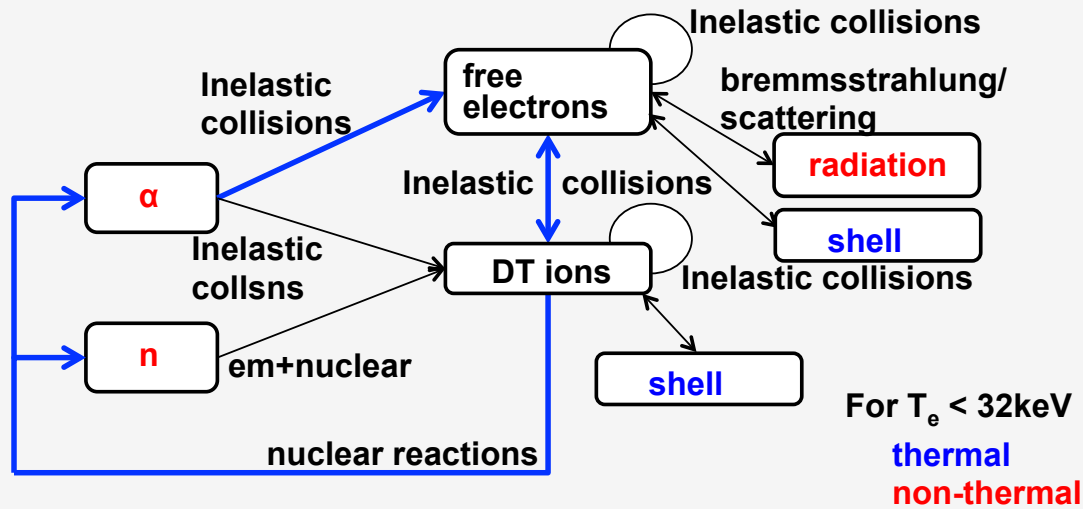 Inelastic collisions
free
electrons
Inelastic
collisions
bremmsstrahlung/
scattering
radiation
α
Inelastic collisions
shell
Inelastic
collsns
DT ions
Inelastic collisions
n
em+nuclear
shell
For Te < 32keV
nuclear reactions
thermal
non-thermal